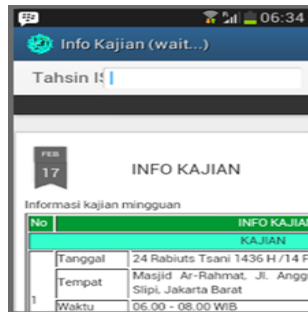 06:34
Info Kajian (wait...)
Tahsin
FEB
17
INFO KAJIAN
Informasi kajian mingguan
No INFO KAJIAN
KAJIAN
Tanggal 24 Rabiuts Tsani 1436 H /14
Tempat Masjid Ar-Rahmat, Jl.
Slipi, Jakarta Barat
1
Waktu 06.00 - 08.00 WIB